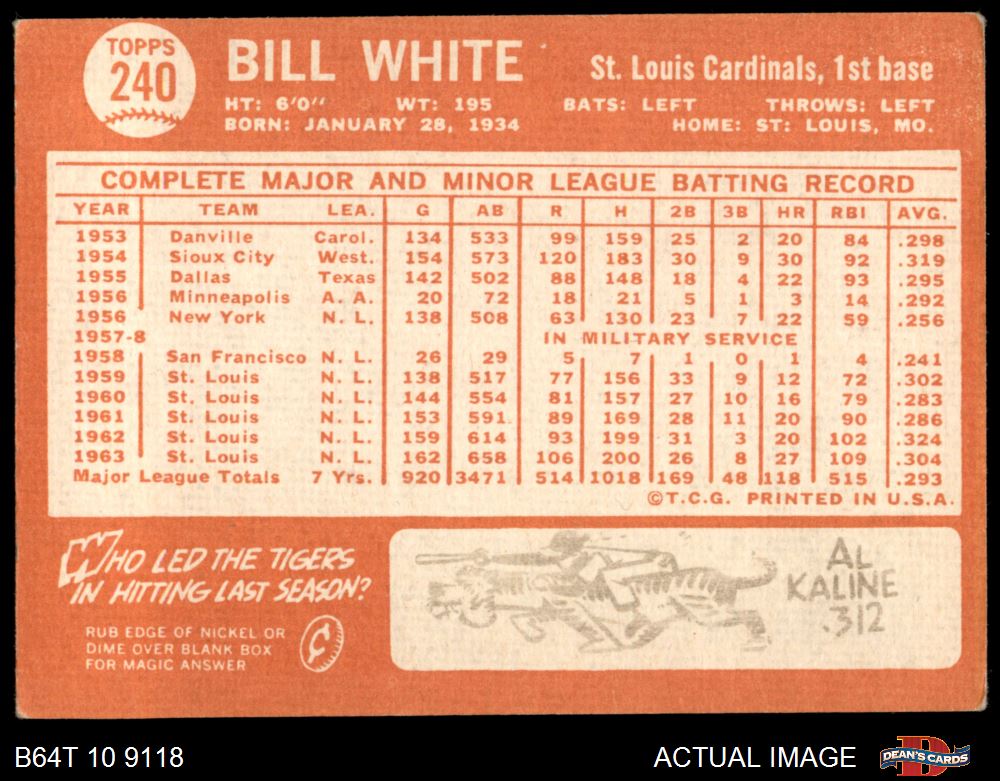 TOPPS
240
BILL WHITE
St. Louis Cardinals, 1st base
HT: 6'0" WT: 195 BATS: LEFT THROWS: LEFT
BORN: JANUARY 28, 1934 HOME: ST: LOUIS, MO.
COMPLETE MAJOR AND MINOR LEAGUE BATTING RECORD
YEAR TEAM LEA. G AB R H 2B 3B HR RBI AVG.
1953 Danville Carol. 134 533 99 159 25 2 20 84 .298
1954 Sioux City West. 154 573 120 183 30 9 30 92 .319
1955 Dallas Texas 142 502 88 148 18 4 22 93 .295
1956 Minneapolis A. A. 20 72 18 21 5 1 3 14 .292
1956 New York N. L. 138 508 63 130 23 7 22 59 .256
1957-8 IN MILITARY SERVICE
1958 San Francisco N. L. 26 29 5 7 1 0 1 4 .241
1959 St. Louis N. L. 138 517 77 156 33 9 12 72 .302
1960 St. Louis N. L. 144 554 81 157 27 10 16 79 .283
1961 St. Louis N. L. 153 591 89 169 28 11 20 90 .286
1962 St. Louis N. L. 159 614 93 199 31 3 20 102 .324
1963 St. Louis N. L. 162 658 106 200 26 8 27 109 .304
Major League Totals 7 Yrs. 920 3471 514 1018 169 48 118 515 .293
©T.C.G. PRINTED IN U.S.A.
WHO LED THE TIGERS
IN HITTING LAST SEASON?
RUB EDGE OF NICKEL OR
DIME OVER BLANK BOX
FOR MAGIC ANSWER
¢
AL
KALINE
.312
B64T 10 9118
ACTUAL IMAGE
DEAN'S CARDS